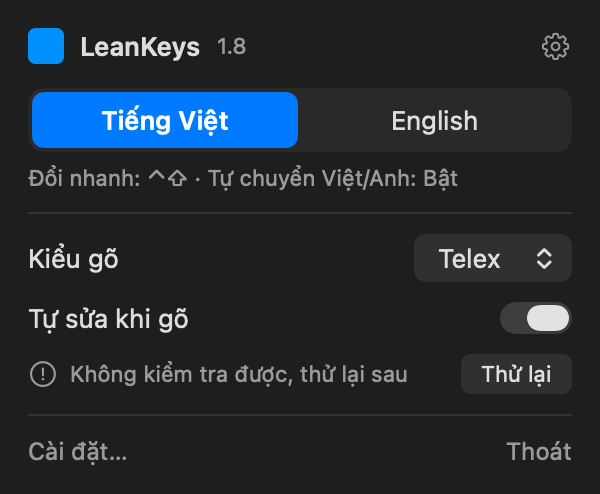 LeanKeys 1.8
Tiếng Việt English
Đổi nhanh: ⌃⇧ · Tự chuyển Việt/Anh: Bật
Kiểu gõ Telex
Tự sửa khi gõ
Không kiểm tra được, thử lại sau Thử lại
Cài đặt... Thoát